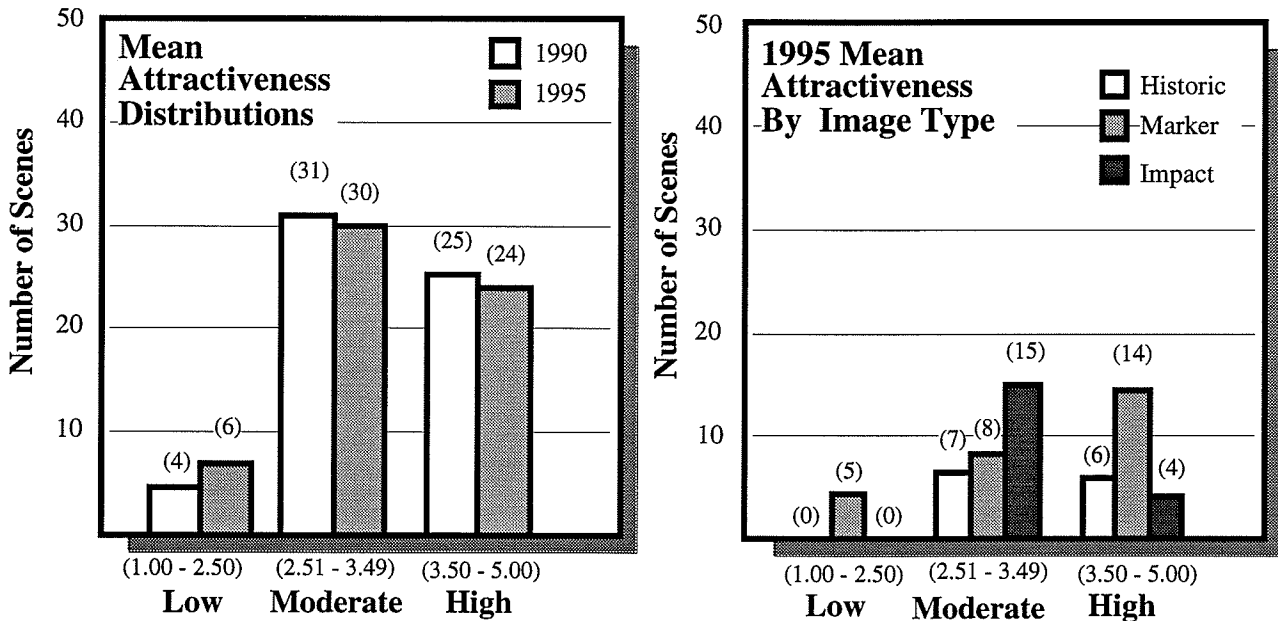 Mean
Attractiveness
Distributions
1990
1995
Number of Scenes
50
40
30
20
10
(4)
(6)
(31)
(30)
(25)
(24)
(1.00 - 2.50)
(2.51 - 3.49)
(3.50 - 5.00)
Low
Moderate
High
1995 Mean
Attractiveness
By Image Type
Historic
Marker
Impact
Number of Scenes
50
40
30
20
10
(0)
(5)
(0)
(7)
(8)
(15)
(6)
(14)
(4)
(1.00 - 2.50)
(2.51 - 3.49)
(3.50 - 5.00)
Low
Moderate
High